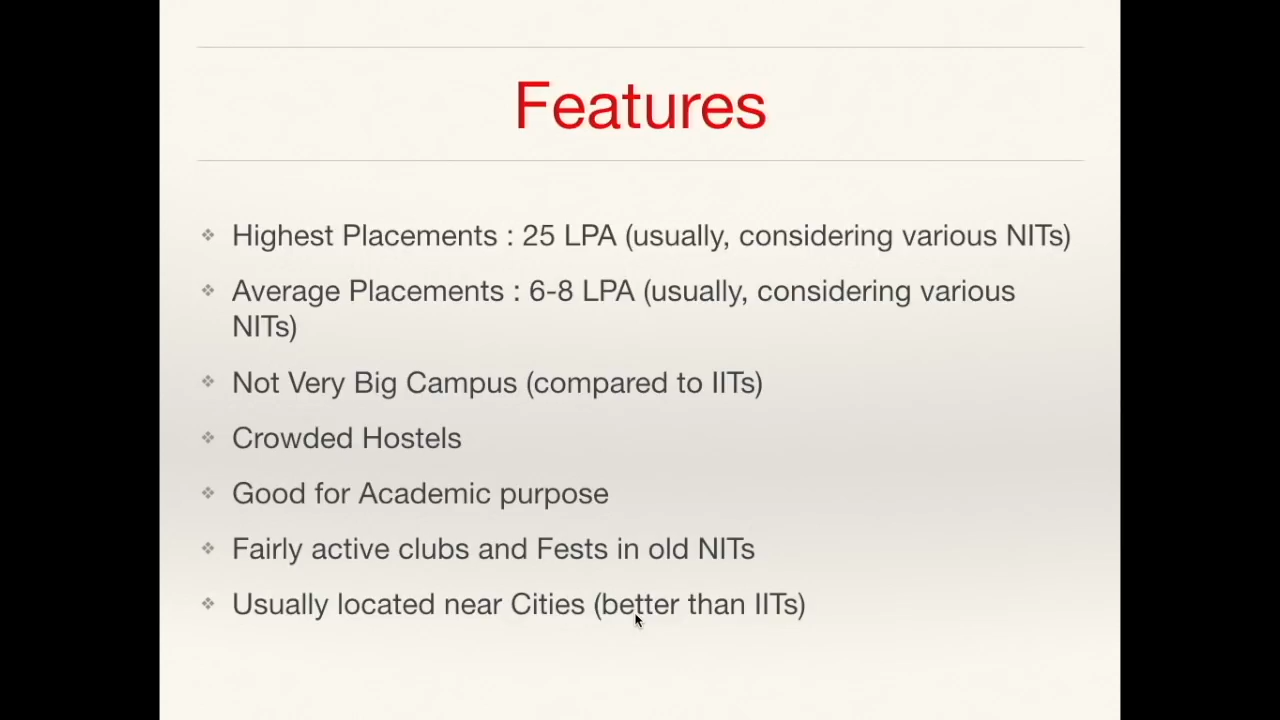 Features
Highest Placements : 25 LPA (usually, considering various NITs)
Average Placements : 6-8 LPA (usually, considering various
NITs)
Not Very Big Campus (compared to IITs)
Crowded Hostels
Good for Academic purpose
Fairly active clubs and Fests in old NITs
Usually located near Cities (better than IITs)